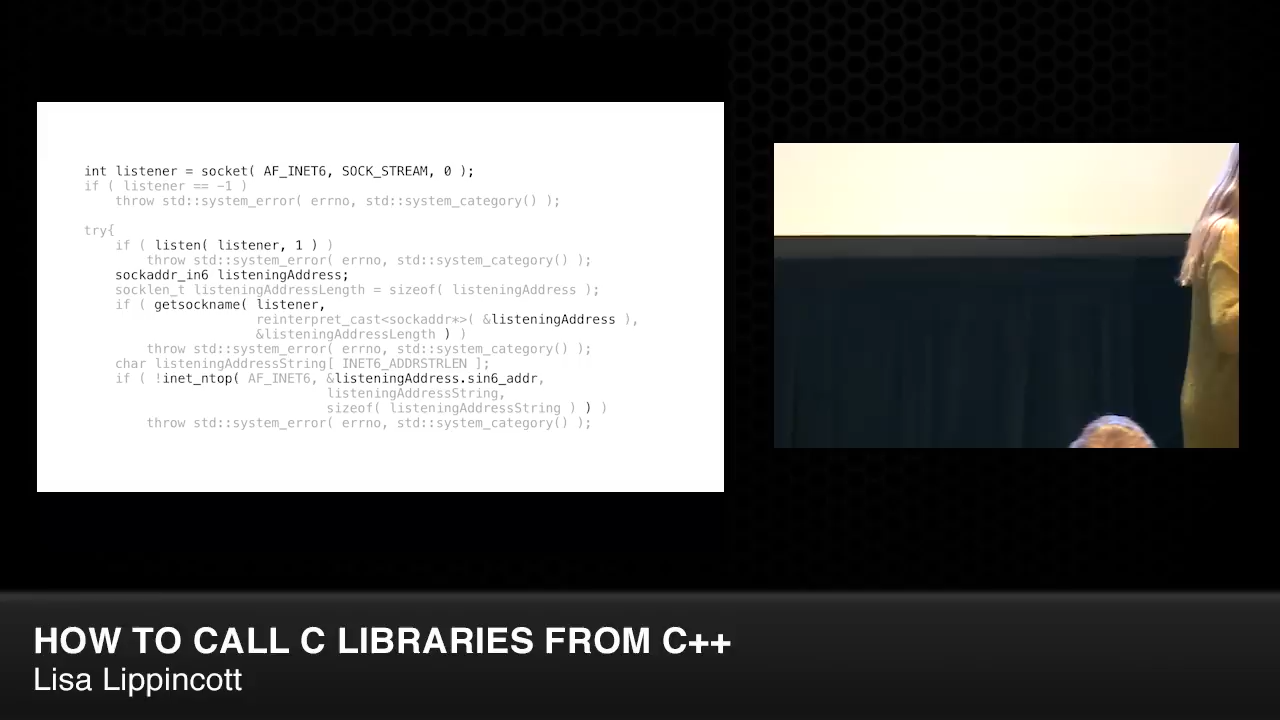 int listener = socket( AF_INET6, SOCK_STREAM, 0 );
if ( listener == -1 )
throw std::system_error( errno, std::system_category() );
try{
if ( listen( listener, 1 ) )
throw std::system_error( errno, std::system_category() );
sockaddr_in6 listeningAddress;
socklen_t listeningAddressLength = sizeof( listeningAddress );
if ( getsockname( listener,
reinterpret_cast<sockaddr*>( &listeningAddress ),
&listeningAddressLength ) )
throw std::system_error( errno, std::system_category() );
char listeningAddressString[ INET6_ADDRSTRLEN ];
if ( !inet_ntop( AF_INET6, &listeningAddress.sin6_addr,
listeningAddressString,
sizeof( listeningAddressString ) ) )
throw std::system_error( errno, std::system_category() );
HOW TO CALL C LIBRARIES FROM C++
Lisa Lippincott